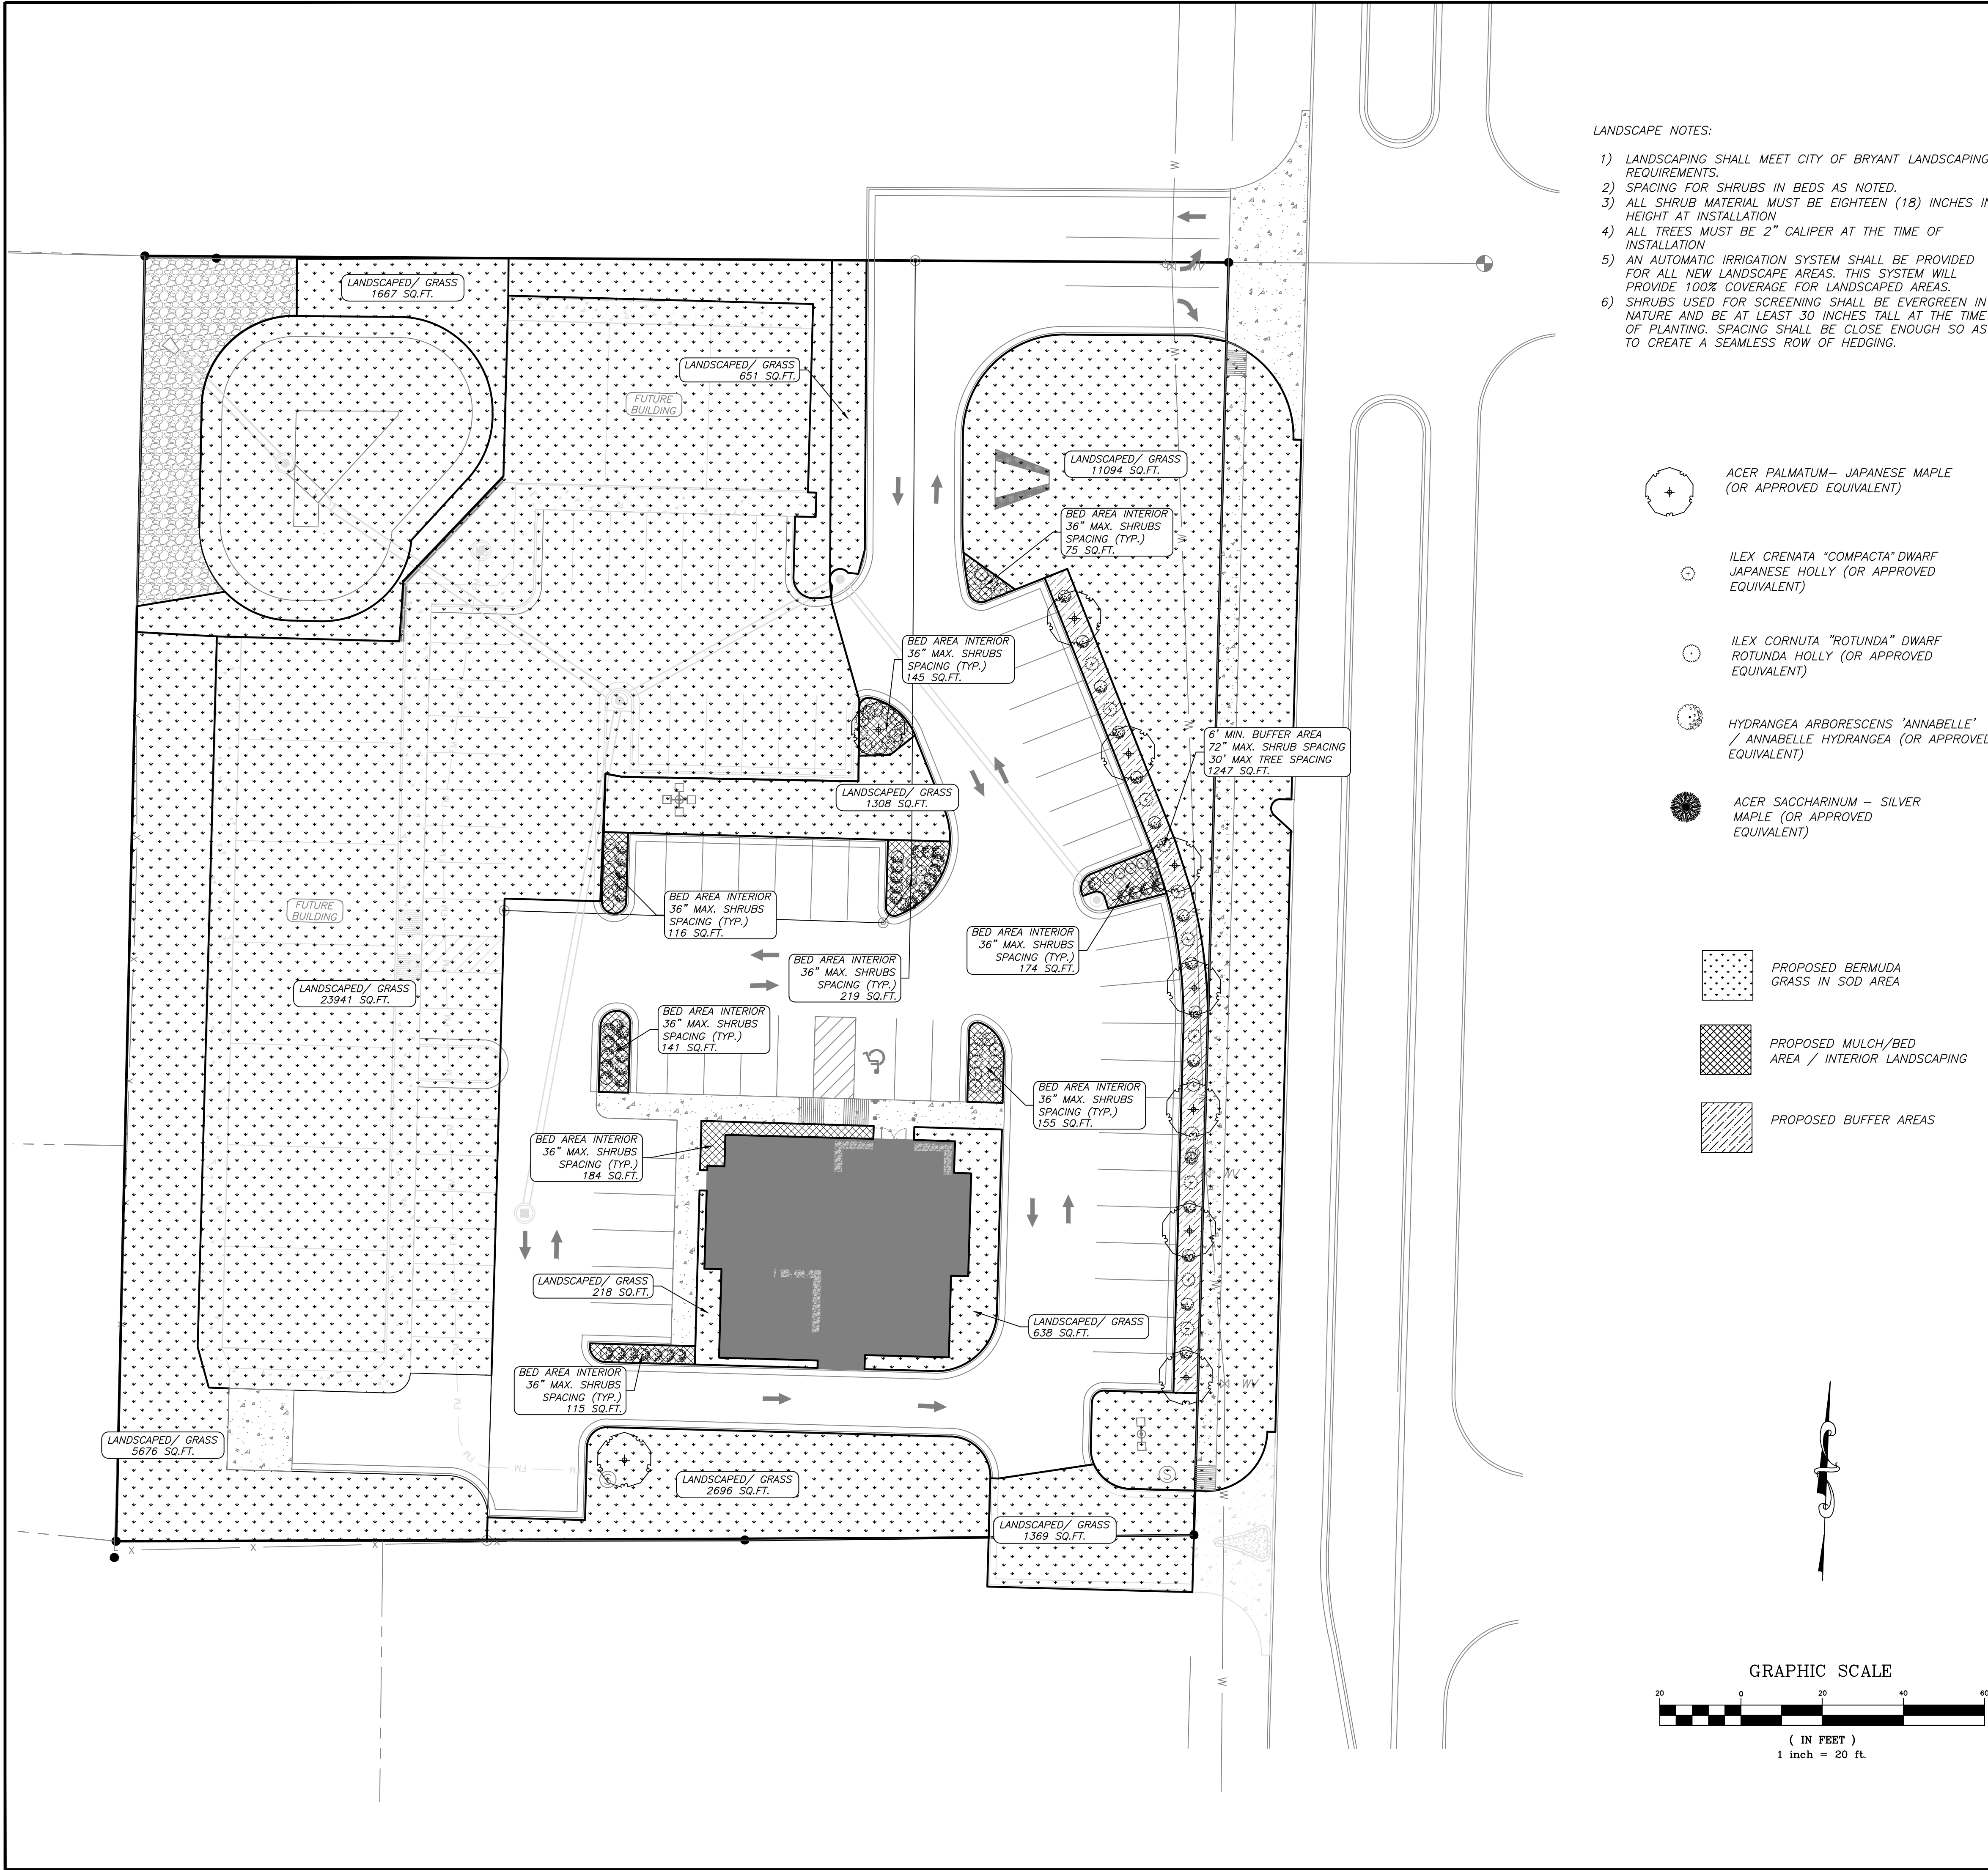 LANDSCAPE NOTES:
1) LANDSCAPING SHALL MEET CITY OF BRYANT LANDSCAPING
REQUIREMENTS.
2) SPACING FOR SHRUBS IN BEDS AS NOTED.
3) ALL SHRUB MATERIAL MUST BE EIGHTEEN (18) INCHES IN
HEIGHT AT INSTALLATION
4) ALL TREES MUST BE 2" CALIPER AT THE TIME OF
INSTALLATION
5) AN AUTOMATIC IRRIGATION SYSTEM SHALL BE PROVIDED
FOR ALL NEW LANDSCAPE AREAS. THIS SYSTEM WILL
PROVIDE 100% COVERAGE FOR LANDSCAPED AREAS.
6) SHRUBS USED FOR SCREENING SHALL BE EVERGREEN IN
NATURE AND BE AT LEAST 30 INCHES TALL AT THE TIME
OF PLANTING. SPACING SHALL BE CLOSE ENOUGH SO AS
TO CREATE A SEAMLESS ROW OF HEDGING.
ACER PALMATUM– JAPANESE MAPLE
(OR APPROVED EQUIVALENT)
ILEX CRENATA "COMPACTA" DWARF
JAPANESE HOLLY (OR APPROVED
EQUIVALENT)
ILEX CORNUTA "ROTUNDA" DWARF
ROTUNDA HOLLY (OR APPROVED
EQUIVALENT)
HYDRANGEA ARBORESCENS 'ANNABELLE'
/ ANNABELLE HYDRANGEA (OR APPROVED
EQUIVALENT)
ACER SACCHARINUM – SILVER
MAPLE (OR APPROVED
EQUIVALENT)
PROPOSED BERMUDA
GRASS IN SOD AREA
PROPOSED MULCH/BED
AREA / INTERIOR LANDSCAPING
PROPOSED BUFFER AREAS
LANDSCAPED/ GRASS
1667 SQ.FT.
LANDSCAPED/ GRASS
651 SQ.FT.
FUTURE
BUILDING
LANDSCAPED/ GRASS
11094 SQ.FT.
BED AREA INTERIOR
36" MAX. SHRUBS
SPACING (TYP.)
75 SQ.FT.
BED AREA INTERIOR
36" MAX. SHRUBS
SPACING (TYP.)
145 SQ.FT.
6' MIN. BUFFER AREA
72" MAX. SHRUB SPACING
30' MAX TREE SPACING
1247 SQ.FT.
LANDSCAPED/ GRASS
1308 SQ.FT.
BED AREA INTERIOR
36" MAX. SHRUBS
SPACING (TYP.)
116 SQ.FT.
FUTURE
BUILDING
BED AREA INTERIOR
36" MAX. SHRUBS
SPACING (TYP.)
174 SQ.FT.
BED AREA INTERIOR
36" MAX. SHRUBS
SPACING (TYP.)
219 SQ.FT.
LANDSCAPED/ GRASS
23941 SQ.FT.
BED AREA INTERIOR
36" MAX. SHRUBS
SPACING (TYP.)
141 SQ.FT.
BED AREA INTERIOR
36" MAX. SHRUBS
SPACING (TYP.)
155 SQ.FT.
BED AREA INTERIOR
36" MAX. SHRUBS
SPACING (TYP.)
184 SQ.FT.
LANDSCAPED/ GRASS
218 SQ.FT.
LANDSCAPED/ GRASS
638 SQ.FT.
BED AREA INTERIOR
36" MAX. SHRUBS
SPACING (TYP.)
115 SQ.FT.
LANDSCAPED/ GRASS
5676 SQ.FT.
LANDSCAPED/ GRASS
2696 SQ.FT.
LANDSCAPED/ GRASS
1369 SQ.FT.
W
W
W
W
W
W
W
W
W
WV
WV
WV
S
FM
FM
X
X
X
X
GRAPHIC SCALE
20 0 20 40 60
( IN FEET )
1 inch = 20 ft.